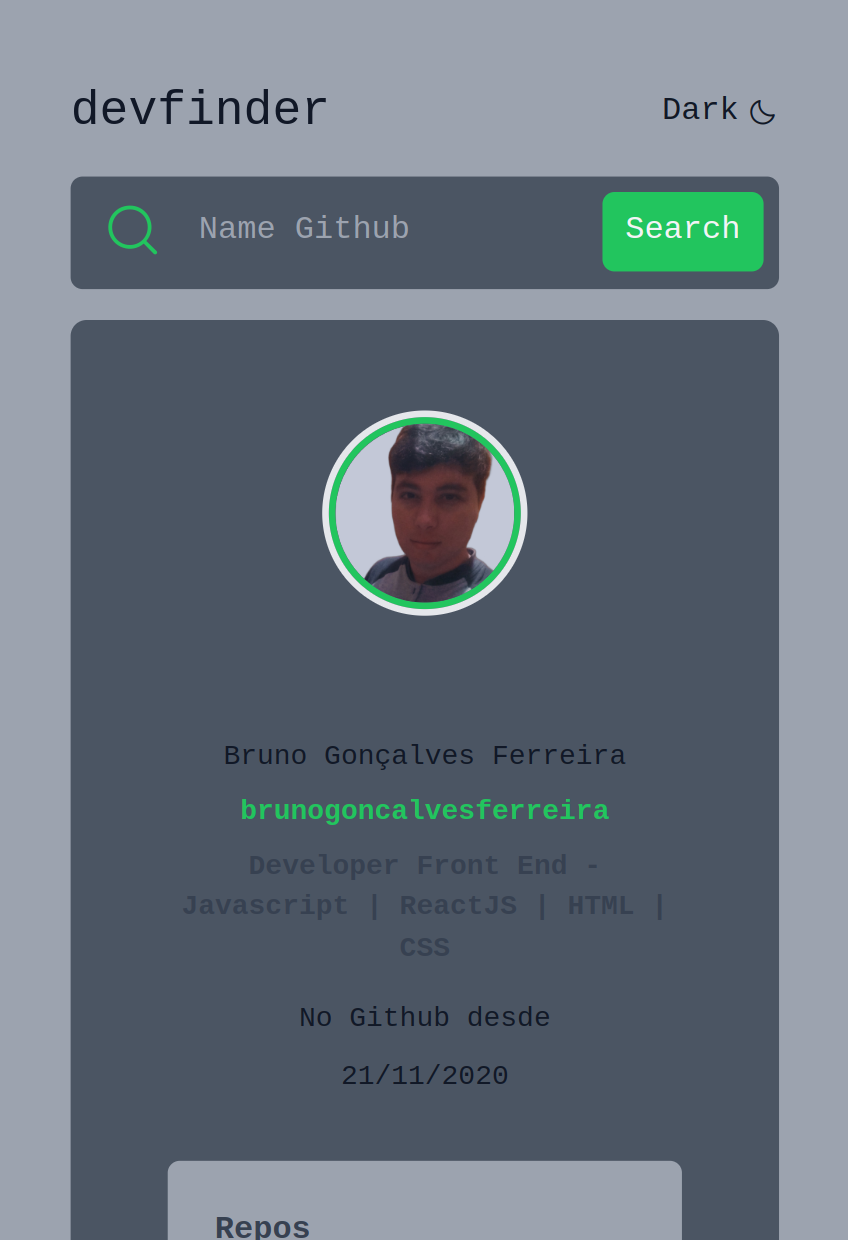 devfinder
Dark
Name Github
Search
Bruno Gonçalves Ferreira
brunogoncalvesferreira
Developer Front End -
Javascript | ReactJS | HTML |
CSS
No Github desde
21/11/2020
Repos